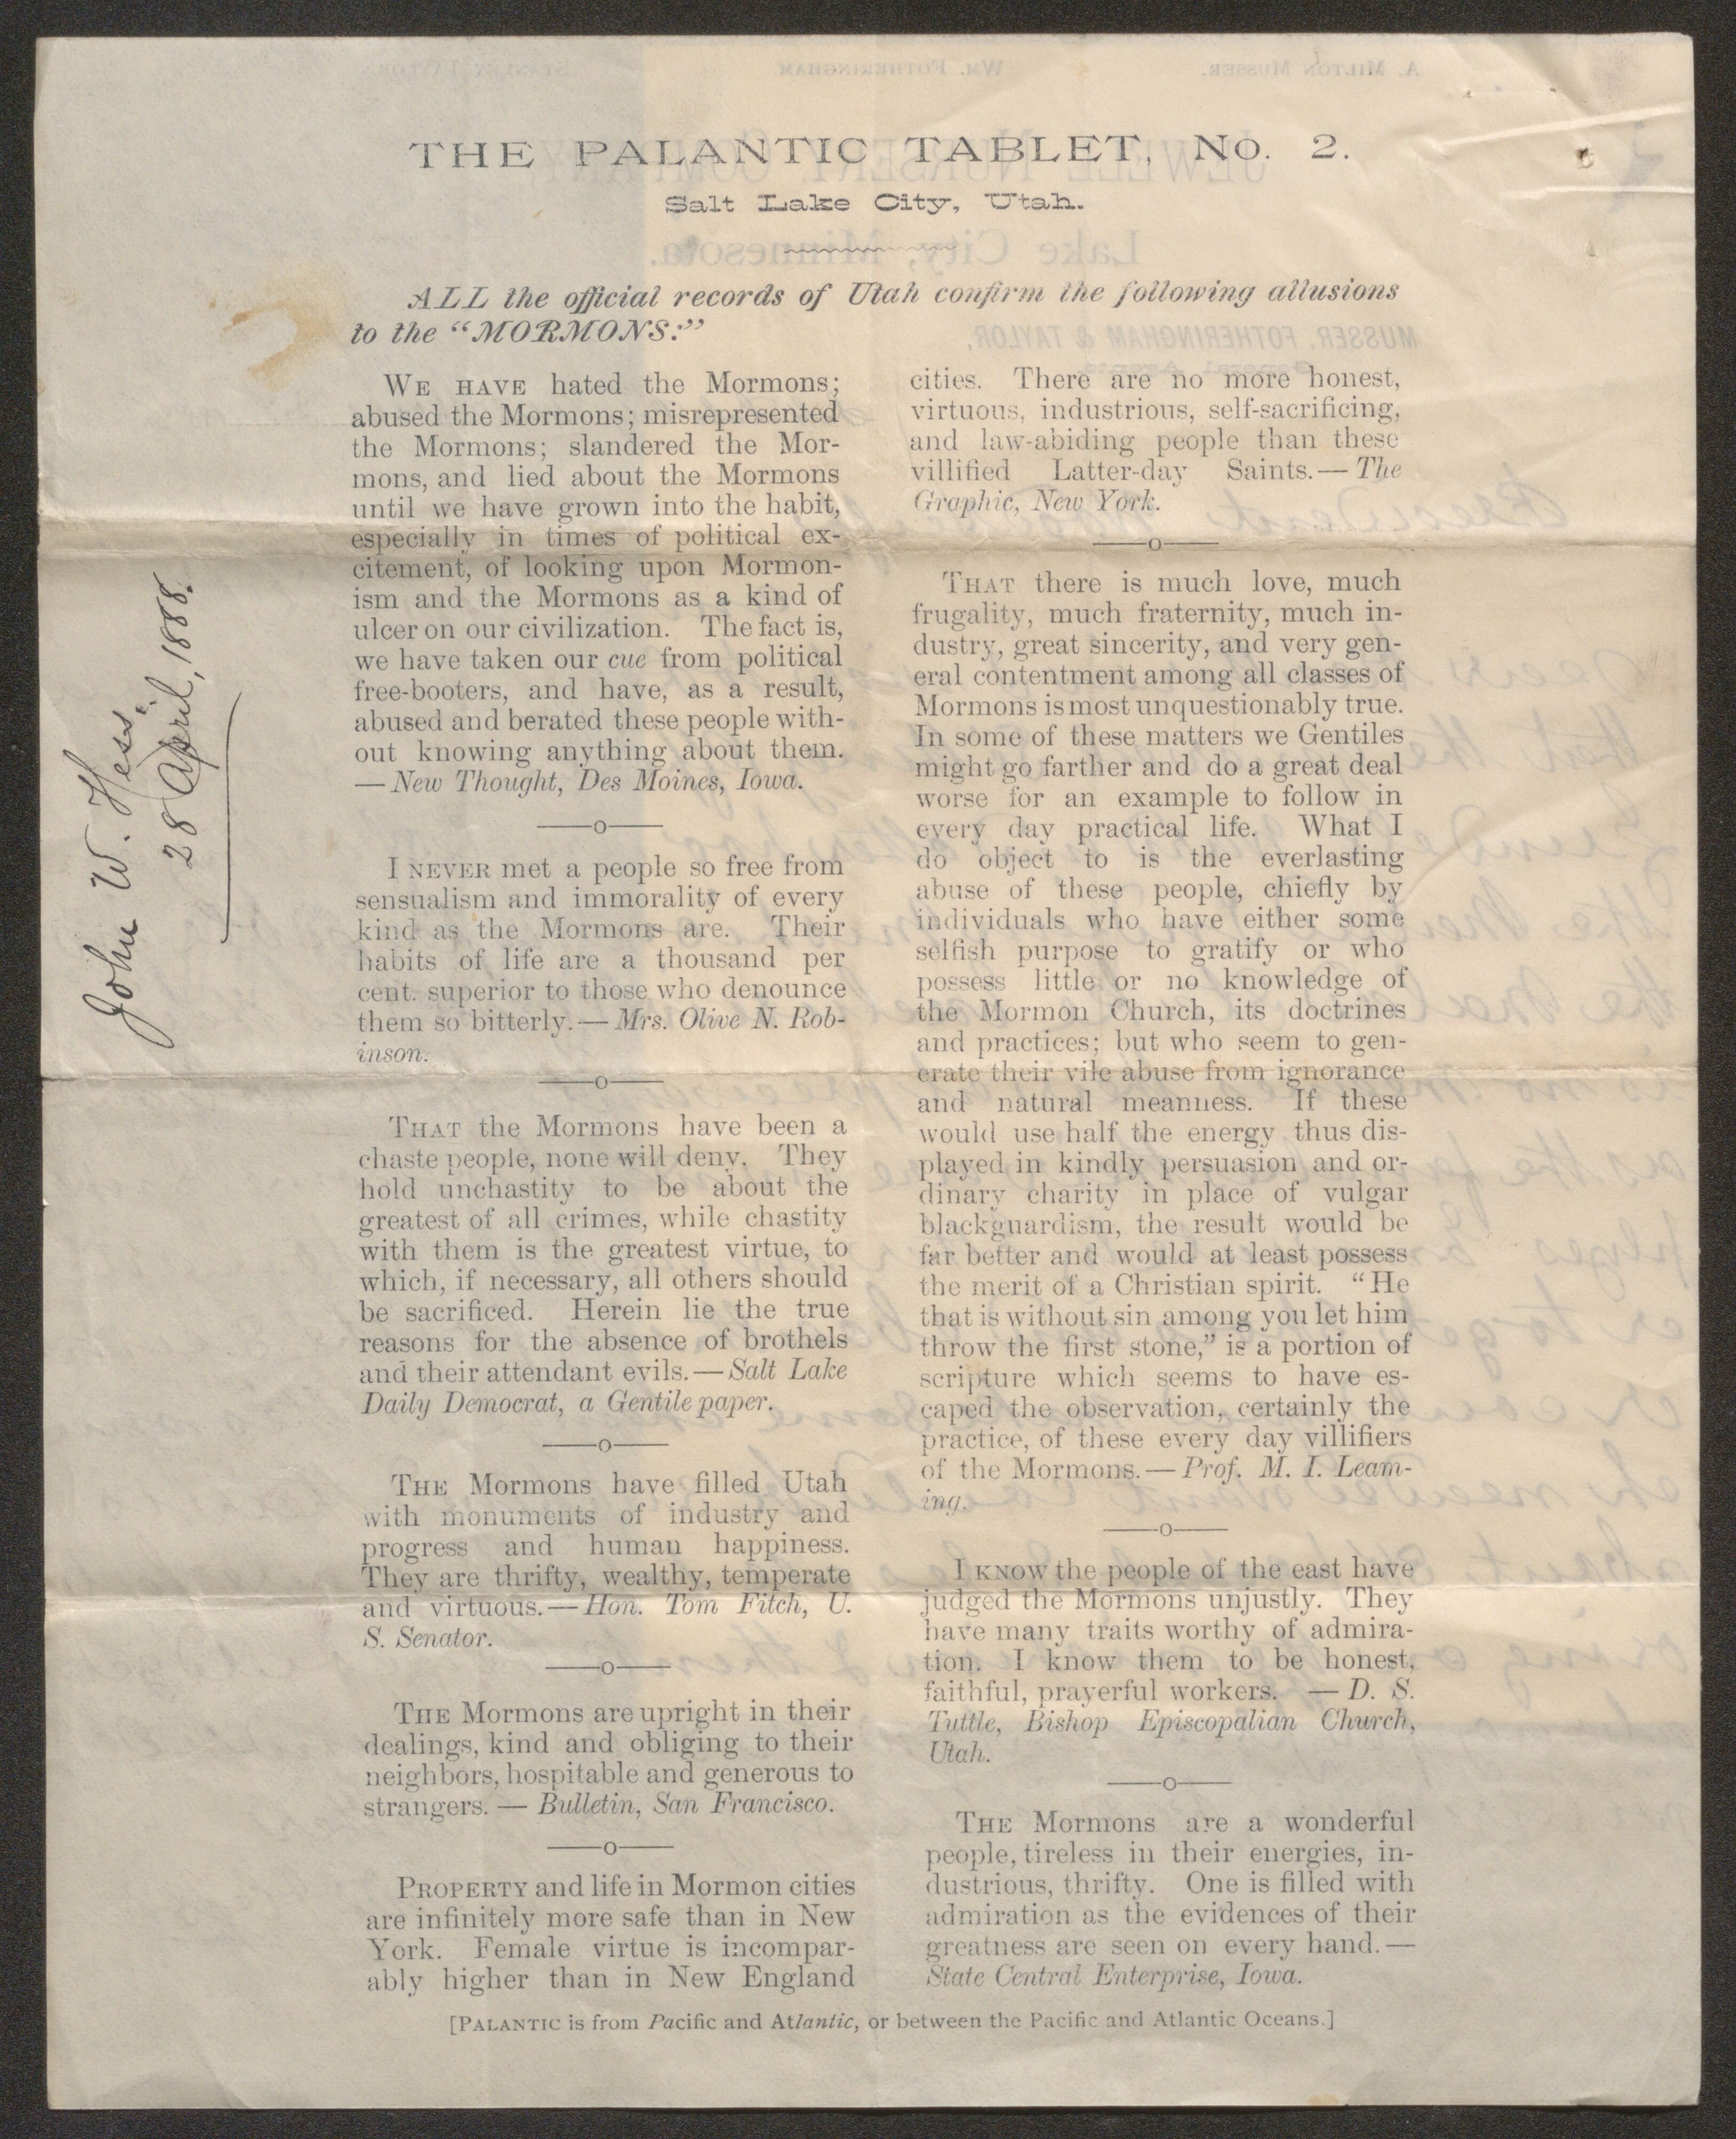 THE PALANTIC TABLET, No. 2.
Salt Lake City, Utah.
ALL the official records of Utah confirm the following allusions
to the “MORMONS:”
WE HAVE hated the Mormons;
abused the Mormons; misrepresented
the Mormons; slandered the Mor-
mons, and lied about the Mormons
until we have grown into the habit,
especially in times of political ex-
citement, of looking upon Mormon-
ism and the Mormons as a kind of
ulcer on our civilization. The fact is,
we have taken our cue from political
free-booters, and have, as a result,
abused and berated these people with-
out knowing anything about them.
—New Thought, Des Moines, Iowa.
——o——
I NEVER met a people so free from
sensualism and immorality of every
kind as the Mormons are. Their
habits of life are a thousand per
cent. superior to those who denounce
them so bitterly.—Mrs. Olive N. Rob-
inson.
——o——
THAT the Mormons have been a
chaste people, none will deny. They
hold unchastity to be about the
greatest of all crimes, while chastity
with them is the greatest virtue, to
which, if necessary, all others should
be sacrificed. Herein lie the true
reasons for the absence of brothels
and their attendant evils.—Salt Lake
Daily Democrat, a Gentile paper.
——o——
THE Mormons have filled Utah
with monuments of industry and
progress and human happiness.
They are thrifty, wealthy, temperate
and virtuous.—Hon. Tom Fitch, U.
S. Senator.
——o——
THE Mormons are upright in their
dealings, kind and obliging to their
neighbors, hospitable and generous to
strangers. — Bulletin, San Francisco.
——o——
PROPERTY and life in Mormon cities
are infinitely more safe than in New
York. Female virtue is incompar-
ably higher than in New England
cities. There are no more honest,
virtuous, industrious, self-sacrificing,
and law-abiding people than these
villified Latter-day Saints.—The
Graphic, New York.
——o——
THAT there is much love, much
frugality, much fraternity, much in-
dustry, great sincerity, and very gen-
eral contentment among all classes of
Mormons is most unquestionably true.
In some of these matters we Gentiles
might go farther and do a great deal
worse for an example to follow in
every day practical life. What I
do object to is the everlasting
abuse of these people, chiefly by
individuals who have either some
selfish purpose to gratify or who
possess little or no knowledge of
the Mormon Church, its doctrines
and practices; but who seem to gen-
erate their vile abuse from ignorance
and natural meanness. If these
would use half the energy thus dis-
played in kindly persuasion and or-
dinary charity in place of vulgar
blackguardism, the result would be
far better and would at least possess
the merit of a Christian spirit. “He
that is without sin among you let him
throw the first stone,” is a portion of
scripture which seems to have es-
caped the observation, certainly the
practice, of these every day villifiers
of the Mormons.—Prof. M. I. Leam-
ing.
——o——
I KNOW the people of the east have
judged the Mormons unjustly. They
have many traits worthy of admira-
tion. I know them to be honest,
faithful, prayerful workers. — D. S.
Tuttle, Bishop Episcopalian Church,
Utah.
——o——
THE Mormons are a wonderful
people, tireless in their energies, in-
dustrious, thrifty. One is filled with
admiration as the evidences of their
greatness are seen on every hand.—
State Central Enterprise, Iowa.
[PALANTIC is from Pacific and Atlantic, or between the Pacific and Atlantic Oceans.]
John W. Hess.
28 April, 1888.
A. MILTON MUSSER.
WM. FOTHERINGHAM
STANLEY TAYLOR
JEWELL NURSERY COMPANY,
Lake City, Minnesota.
MUSSER, FOTHERINGHAM & TAYLOR,